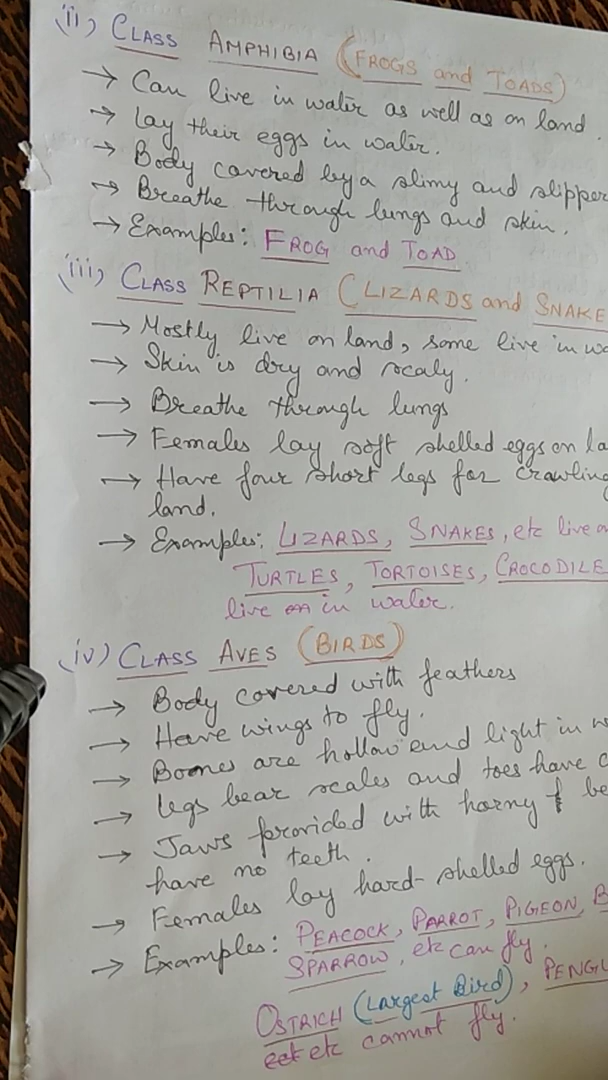 (ii) CLASS AMPHIBIA (FROGS and TOADS)
→ Can live in water as well as on land.
→ Lay their eggs in water.
→ Body covered by a slimy and slipper
→ Breathe through lungs and skin.
→ Examples: FROG and TOAD
(iii) CLASS REPTILIA (LIZARDS and SNAKE
→ Mostly live on land, some live in wa
→ Skin is dry and scaly.
→ Breathe through lungs
→ Females lay soft shelled eggs on la
→ Have four short legs for crawling
land.
→ Examples: LIZARDS, SNAKES, etc live o
TURTLES, TORTOISES, CROCODILE
live in water.
(iv) CLASS AVES (BIRDS)
→ Body covered with feathers
→ Have wings to fly.
→ Bones are hollow and light in w
→ Legs bear scales and toes have c
→ Jaws provided with horny be
have no teeth.
→ Females lay hard-shelled eggs.
→ Examples: PEACOCK, PARROT, PIGEON, B
SPARROW, etc can fly.
OSTRICH (Largest Bird), PENGU
etc cannot fly.